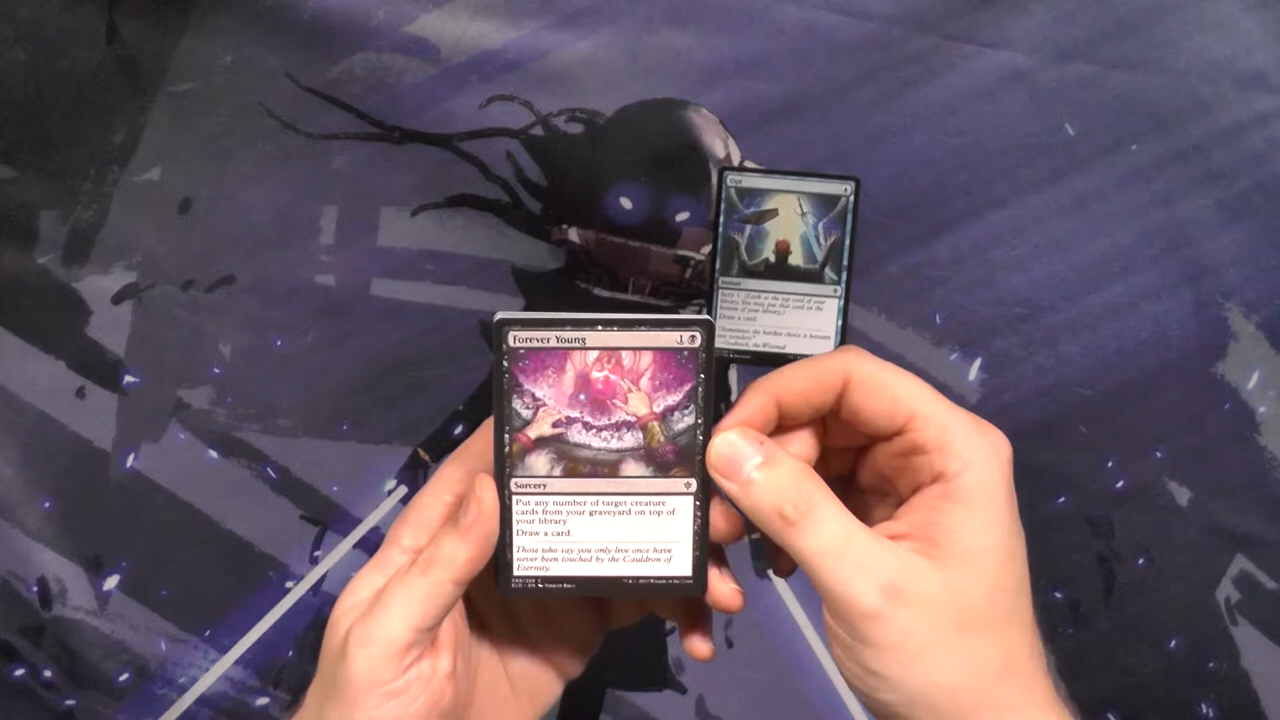 Opt
Instant
Scry 1. (Look at the top card of your
library. You may put that card on the
bottom of your library.)
Draw a card.
Forever Young
1
Sorcery
Put any number of target creature
cards from your graveyard on top of
your library.
Draw a card.
Those who say you only live once have
never been touched by the Cauldron of
Eternity.
ELD • EN